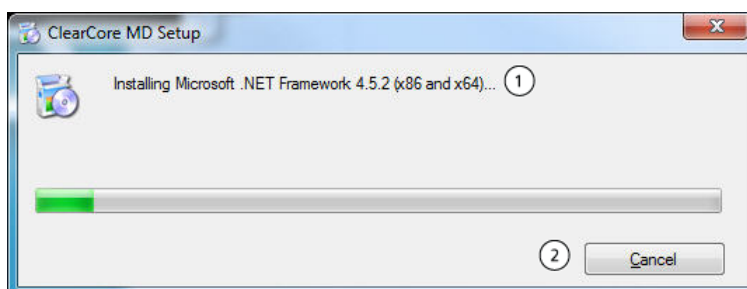 ClearCore MD Setup
Installing Microsoft .NET Framework 4.5.2 (x86 and x64)... 1
2 Cancel